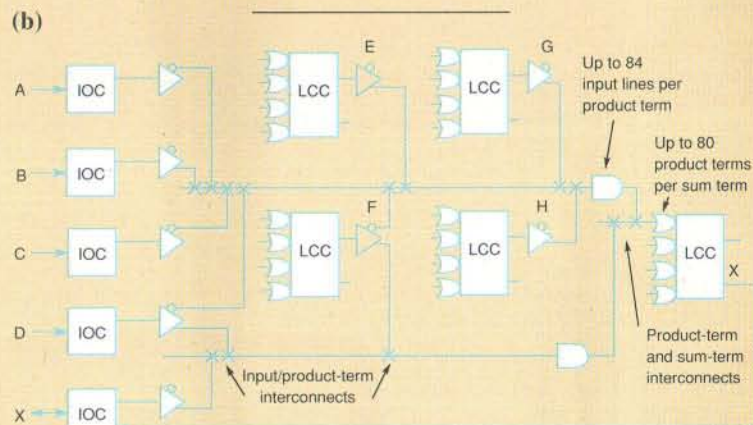 (b)
E
G
Up to 84
input lines per
product term
A
IOC
LCC
LCC
Up to 80
product terms
per sum term
B
IOC
F
H
C
IOC
LCC
LCC
LCC
X
D
IOC
Input/product-term
interconnects
Product-term
and sum-term
interconnects
X
IOC